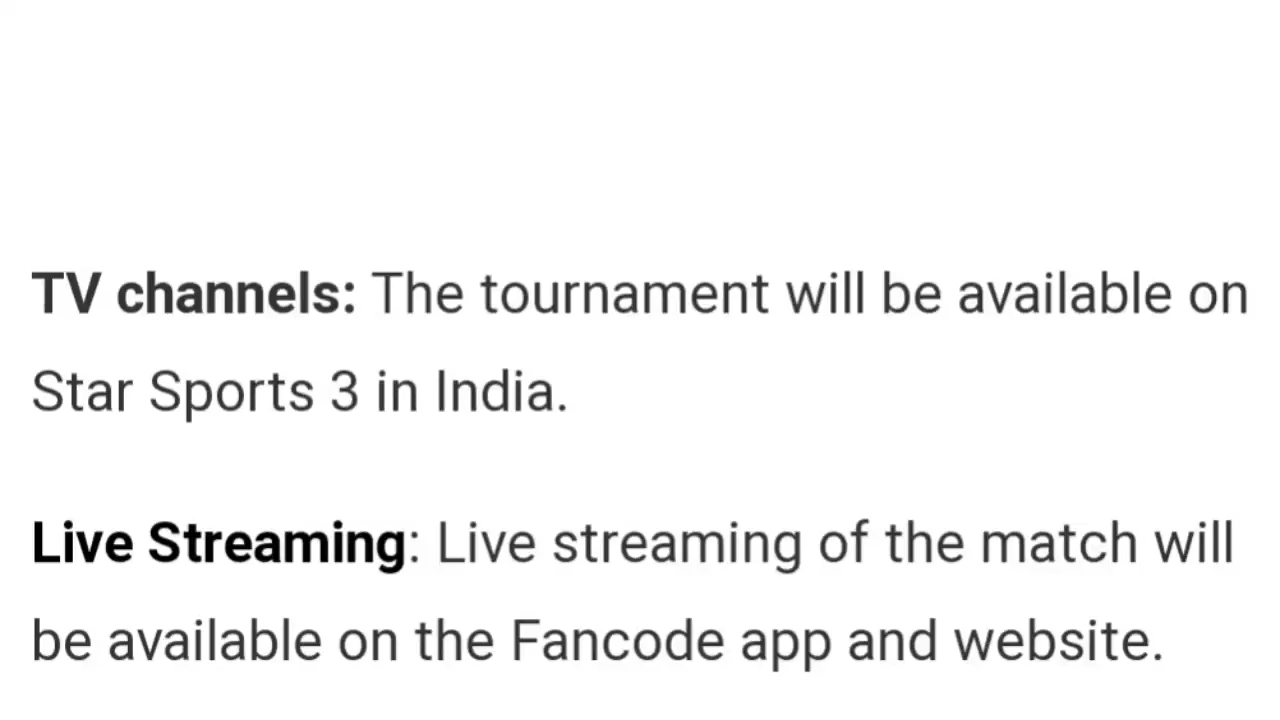 TV channels: The tournament will be available on
Star Sports 3 in India.
Live Streaming: Live streaming of the match will
be available on the Fancode app and website.